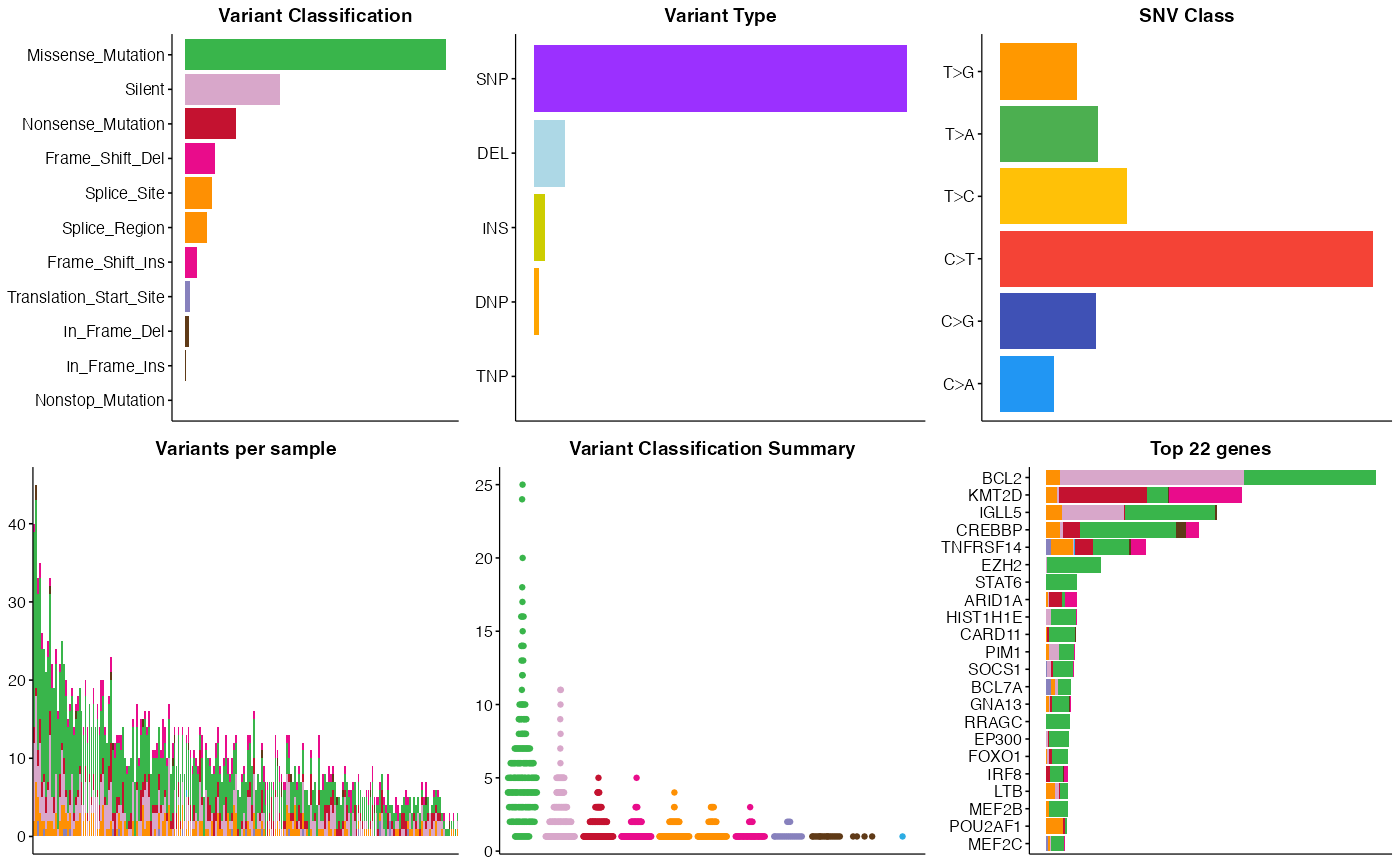 Variant Classification
Missense_Mutation
Silent
Nonsense_Mutation
Frame_Shift_Del
Splice_Site
Splice_Region
Frame_Shift_Ins
Translation_Start_Site
In_Frame_Del
In_Frame_Ins
Nonstop_Mutation
Variant Type
SNP
DEL
INS
DNP
TNP
SNV Class
T>G
T>A
T>C
C>T
C>G
C>A
Variants per sample
40
30
20
10
0
Variant Classification Summary
25
20
15
10
5
0
Top 22 genes
BCL2
KMT2D
IGLL5
CREBBP
TNFRSF14
EZH2
STAT6
ARID1A
HIST1H1E
CARD11
PIM1
SOCS1
BCL7A
GNA13
RRAGC
EP300
FOXO1
IRF8
LTB
MEF2B
POU2AF1
MEF2C